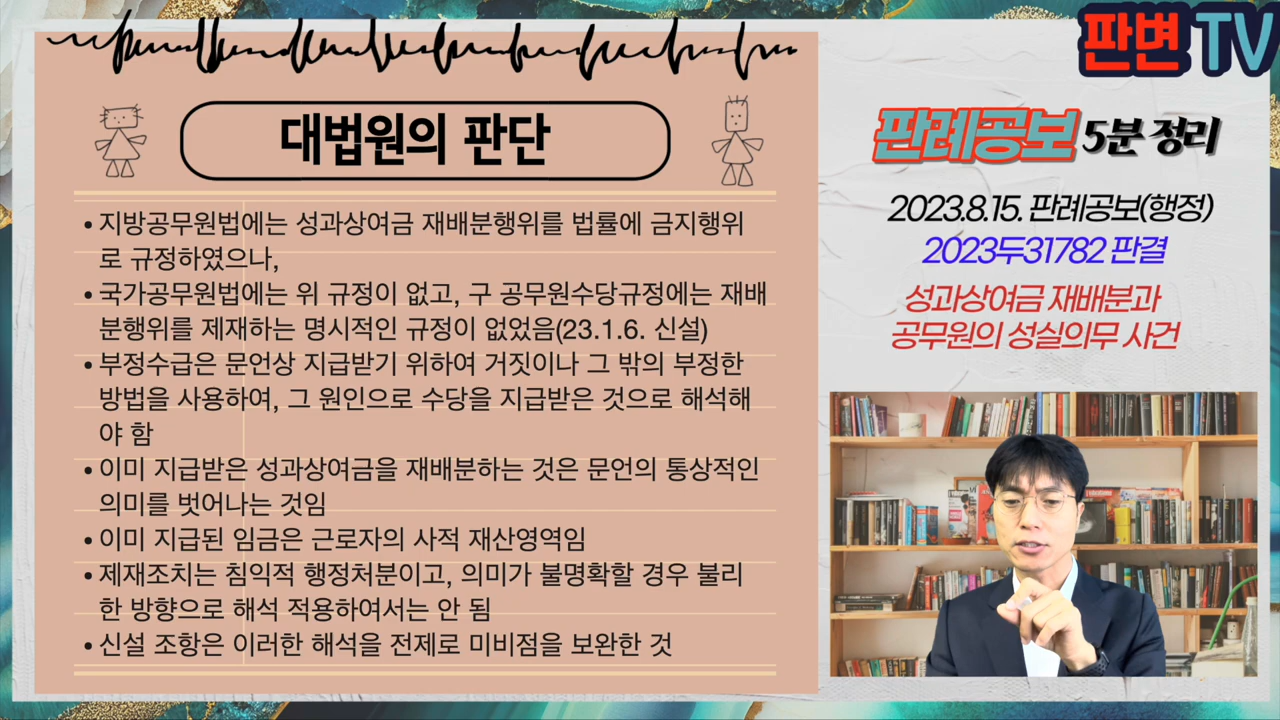 판변 TV
대법원의 판단
• 지방공무원법에는 성과상여금 재배분행위를 법률에 금지행위
로 규정하였으나,
• 국가공무원법에는 위 규정이 없고, 구 공무원수당규정에는 재배
분행위를 제재하는 명시적인 규정이 없었음(23.1.6. 신설)
• 부정수급은 문언상 지급받기 위하여 거짓이나 그 밖의 부정한
방법을 사용하여, 그 원인으로 수당을 지급받은 것으로 해석해
야 함
• 이미 지급받은 성과상여금을 재배분하는 것은 문언의 통상적인
의미를 벗어나는 것임
• 이미 지급된 임금은 근로자의 사적 재산영역임
• 제재조치는 침익적 행정처분이고, 의미가 불명확할 경우 불리
한 방향으로 해석 적용하여서는 안 됨
• 신설 조항은 이러한 해석을 전제로 미비점을 보완한 것
판례공보 5분 정리
2023.8.15. 판례공보(행정)
2023두31782 판결
성과상여금 재배분과
공무원의 성실의무 사건